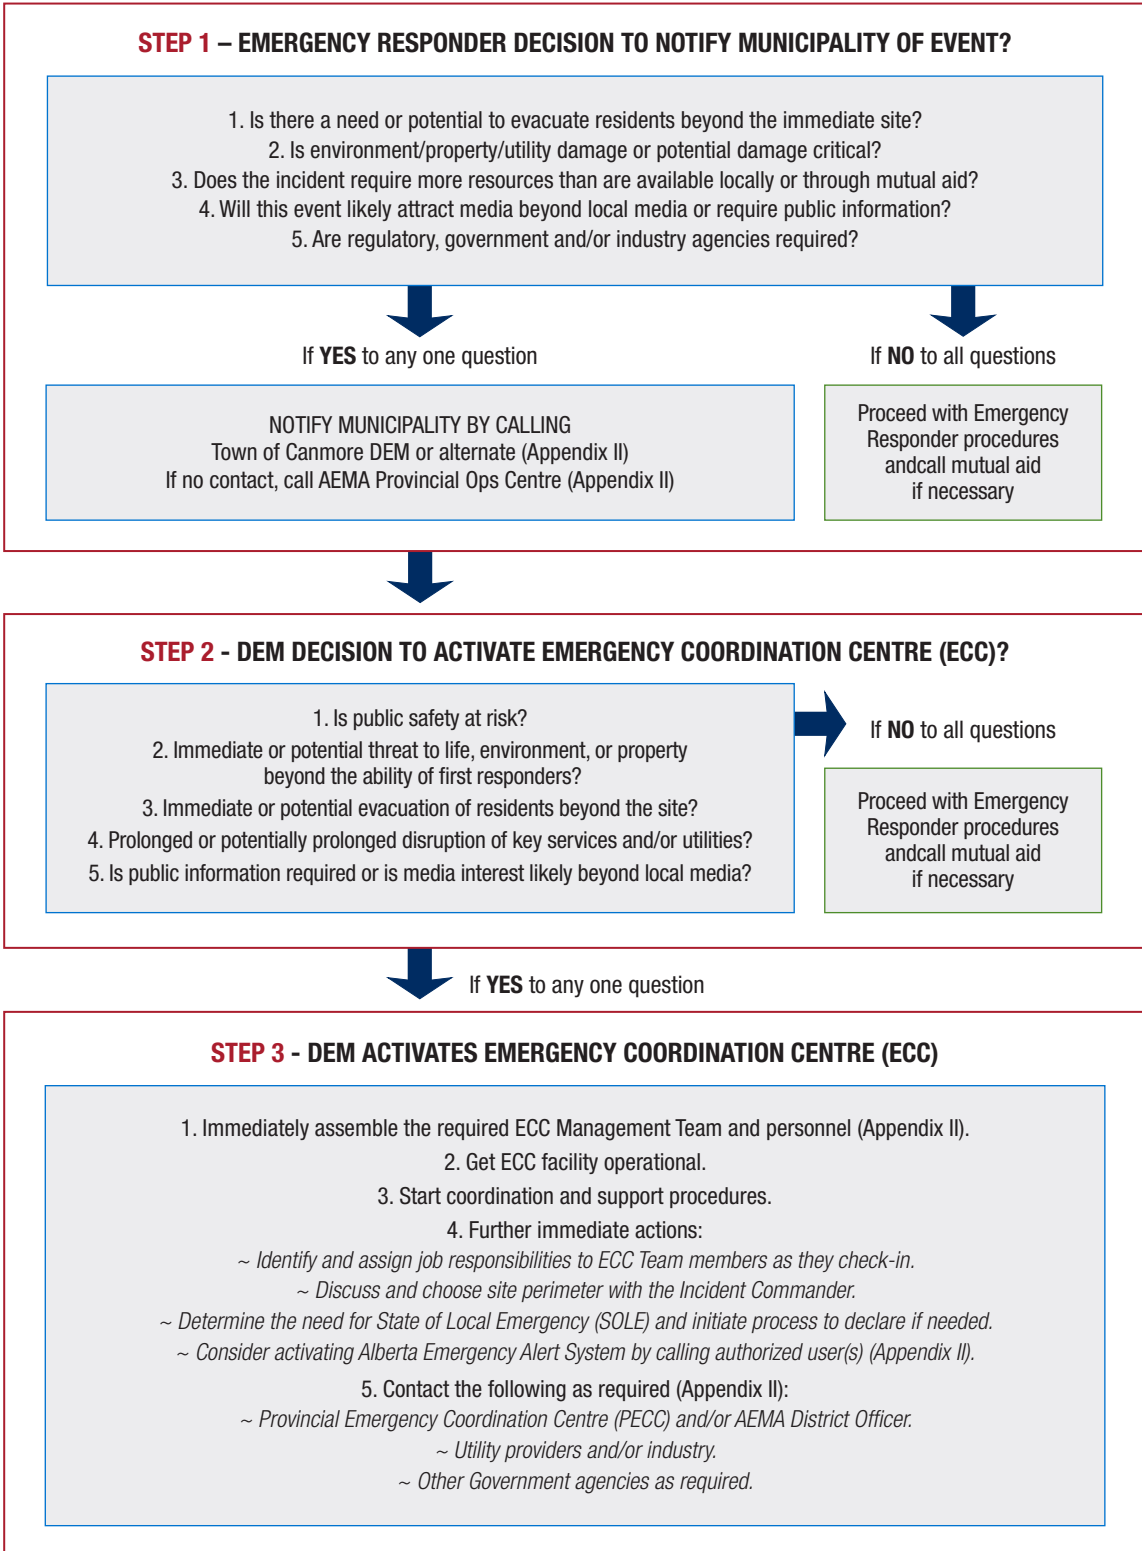 STEP 1 – EMERGENCY RESPONDER DECISION TO NOTIFY MUNICIPALITY OF EVENT?
1. Is there a need or potential to evacuate residents beyond the immediate site?
2. Is environment/property/utility damage or potential damage critical?
3. Does the incident require more resources than are available locally or through mutual aid?
4. Will this event likely attract media beyond local media or require public information?
5. Are regulatory, government and/or industry agencies required?
If YES to any one question
NOTIFY MUNICIPALITY BY CALLING
Town of Canmore DEM or alternate (Appendix II)
If no contact, call AEMA Provincial Ops Centre (Appendix II)
If NO to all questions
Proceed with Emergency
Responder procedures
andcall mutual aid
if necessary
STEP 2 - DEM DECISION TO ACTIVATE EMERGENCY COORDINATION CENTRE (ECC)?
1. Is public safety at risk?
2. Immediate or potential threat to life, environment, or property
beyond the ability of first responders?
3. Immediate or potential evacuation of residents beyond the site?
4. Prolonged or potentially prolonged disruption of key services and/or utilities?
5. Is public information required or is media interest likely beyond local media?
If NO to all questions
Proceed with Emergency
Responder procedures
andcall mutual aid
if necessary
If YES to any one question
STEP 3 - DEM ACTIVATES EMERGENCY COORDINATION CENTRE (ECC)
1. Immediately assemble the required ECC Management Team and personnel (Appendix II).
2. Get ECC facility operational.
3. Start coordination and support procedures.
4. Further immediate actions:
~ Identify and assign job responsibilities to ECC Team members as they check-in.
~ Discuss and choose site perimeter with the Incident Commander.
~ Determine the need for State of Local Emergency (SOLE) and initiate process to declare if needed.
~ Consider activating Alberta Emergency Alert System by calling authorized user(s) (Appendix II).
5. Contact the following as required (Appendix II):
~ Provincial Emergency Coordination Centre (PECC) and/or AEMA District Officer.
~ Utility providers and/or industry.
~ Other Government agencies as required.